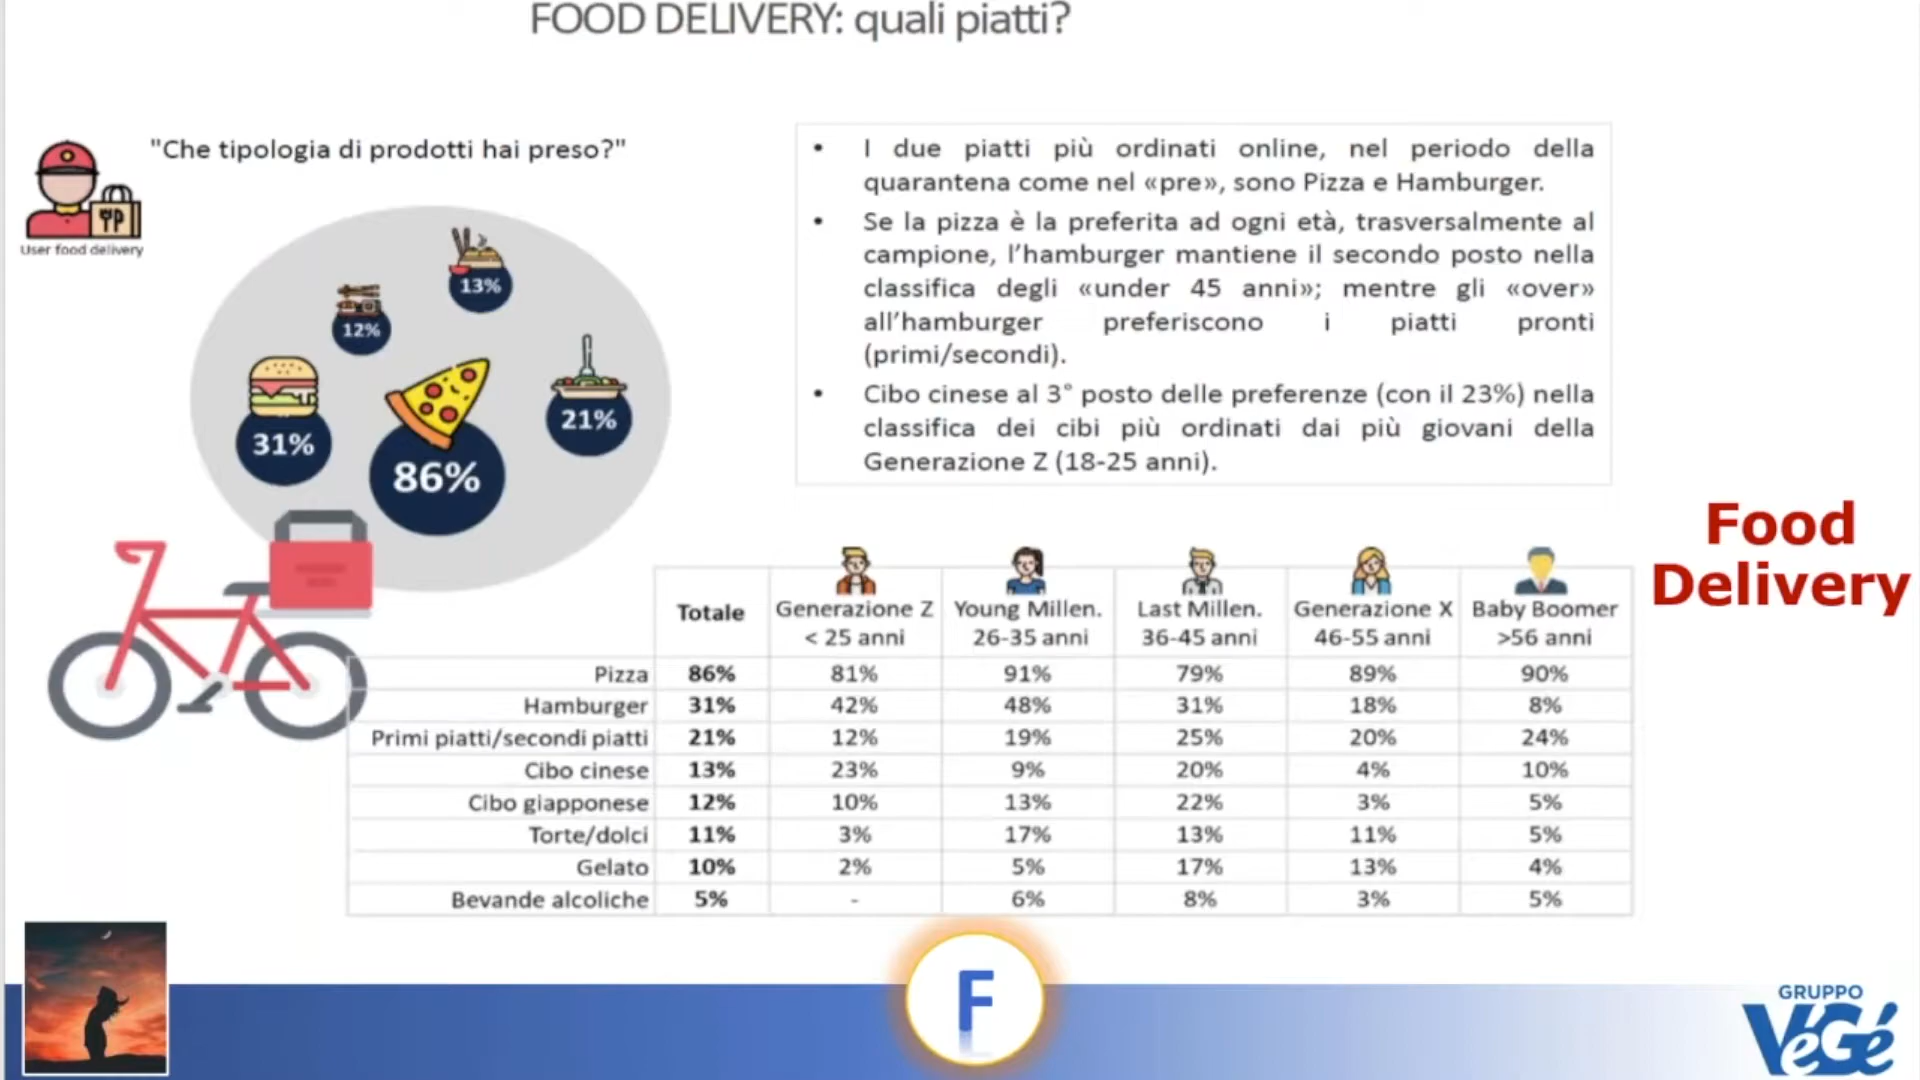 FOOD DELIVERY: quali piatti?
"Che tipologia di prodotti hai preso?"
User food delivery
13%
12%
31%
86%
21%
• I due piatti più ordinati online, nel periodo della
quarantena come nel «pre», sono Pizza e Hamburger.
• Se la pizza è la preferita ad ogni età, trasversalmente al
campione, l'hamburger mantiene il secondo posto nella
classifica degli «under 45 anni»; mentre gli «over»
all'hamburger preferiscono i piatti pronti
(primi/secondi).
• Cibo cinese al 3° posto delle preferenze (con il 23%) nella
classifica dei cibi più ordinati dai più giovani della
Generazione Z (18-25 anni).
Food
Delivery
Totale Generazione Z Young Millen. Last Millen. Generazione X Baby Boomer
< 25 anni 26-35 anni 36-45 anni 46-55 anni >56 anni
Pizza 86% 81% 91% 79% 89% 90%
Hamburger 31% 42% 48% 31% 18% 8%
Primi piatti/secondi piatti 21% 12% 19% 25% 20% 24%
Cibo cinese 13% 23% 9% 20% 4% 10%
Cibo giapponese 12% 10% 13% 22% 3% 5%
Torte/dolci 11% 3% 17% 13% 11% 5%
Gelato 10% 2% 5% 17% 13% 4%
Bevande alcoliche 5% - 6% 8% 3% 5%
F
GRUPPO
VéGé